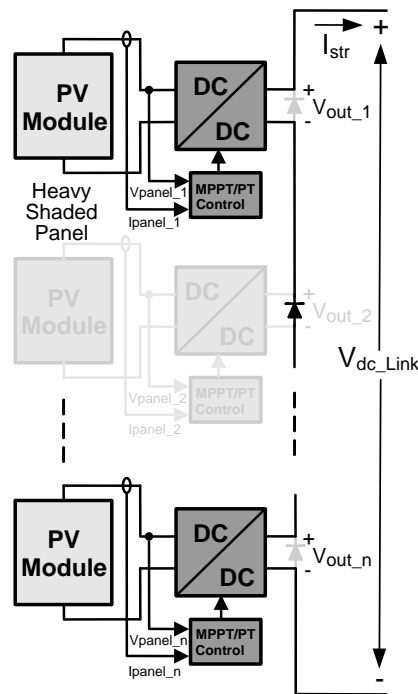 I_str
+
PV Module
DC
DC
+
V_out_1
-
Vpanel_1
Ipanel_1
MPPT/PT Control
Heavy Shaded Panel
PV Module
DC
DC
+
V_out_2
-
V_dc_Link
Vpanel_2
Ipanel_2
MPPT/PT Control
PV Module
DC
DC
+
V_out_n
-
Vpanel_n
Ipanel_n
MPPT/PT Control
-